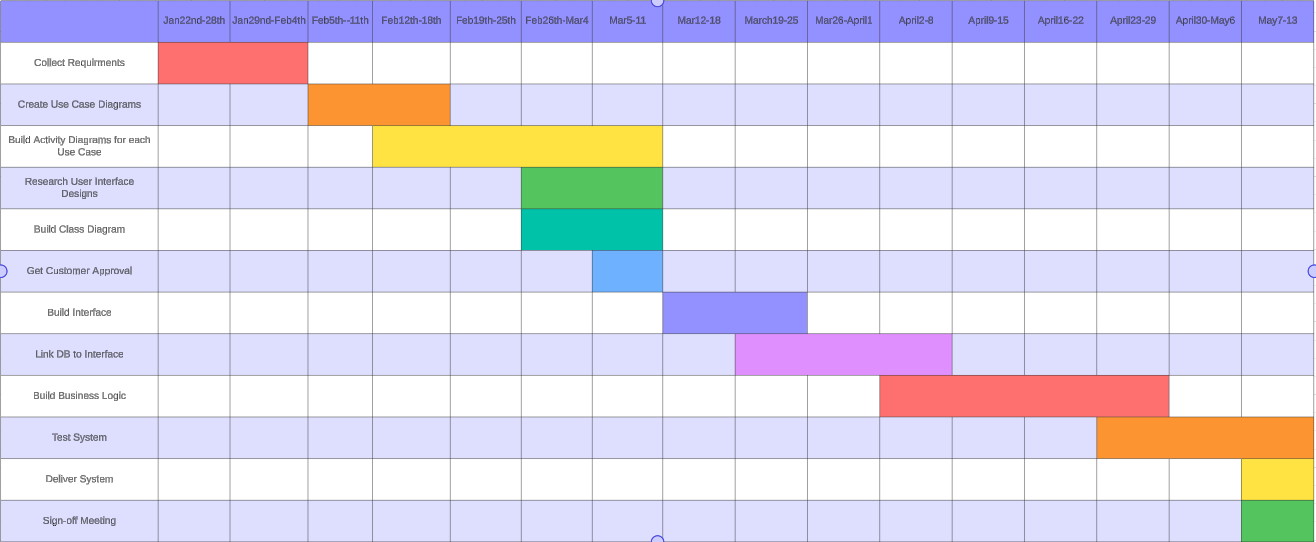 Jan22nd-28th Jan29nd-Feb4th Feb5th--11th Feb12th-18th Feb19th-25th Feb26th-Mar4 Mar5-11 Mar12-18 March19-25 Mar26-April1 April2-8 April9-15 April16-22 April23-29 April30-May6 May7-13
Collect Requirments
Create Use Case Diagrams
Build Activity Diagrams for each
Use Case
Research User Interface
Designs
Build Class Diagram
Get Customer Approval
Build Interface
Link DB to Interface
Build Business Logic
Test System
Deliver System
Sign-off Meeting